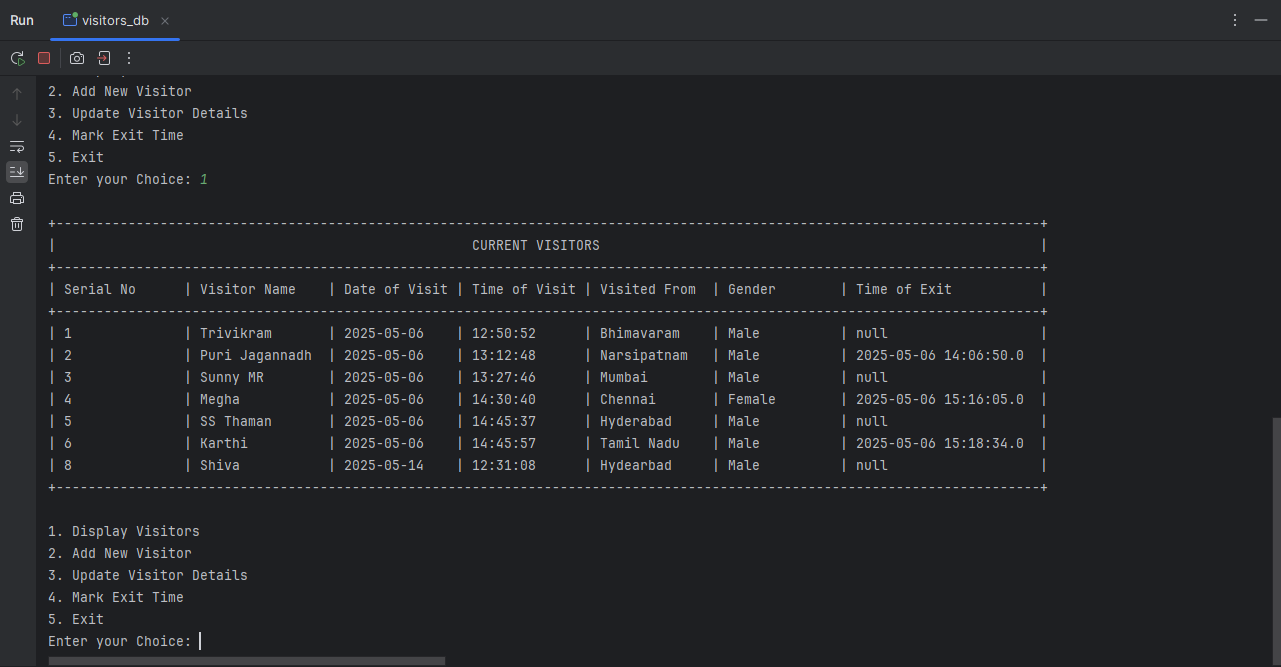 Run visitors_db
2. Add New Visitor
3. Update Visitor Details
4. Mark Exit Time
5. Exit
Enter your Choice: 1
+---------------------------------------------------------------------------------------------------------------------------+
| CURRENT VISITORS |
+---------------------------------------------------------------------------------------------------------------------------+
| Serial No | Visitor Name | Date of Visit | Time of Visit | Visited From | Gender | Time of Exit |
+---------------------------------------------------------------------------------------------------------------------------+
| 1 | Trivikram | 2025-05-06 | 12:50:52 | Bhimavaram | Male | null |
| 2 | Puri Jagannadh | 2025-05-06 | 13:12:48 | Narsipatnam | Male | 2025-05-06 14:06:50.0 |
| 3 | Sunny MR | 2025-05-06 | 13:27:46 | Mumbai | Male | null |
| 4 | Megha | 2025-05-06 | 14:30:40 | Chennai | Female | 2025-05-06 15:16:05.0 |
| 5 | SS Thaman | 2025-05-06 | 14:45:37 | Hyderabad | Male | null |
| 6 | Karthi | 2025-05-06 | 14:45:57 | Tamil Nadu | Male | 2025-05-06 15:18:34.0 |
| 8 | Shiva | 2025-05-14 | 12:31:08 | Hydearbad | Male | null |
+---------------------------------------------------------------------------------------------------------------------------+
1. Display Visitors
2. Add New Visitor
3. Update Visitor Details
4. Mark Exit Time
5. Exit
Enter your Choice: